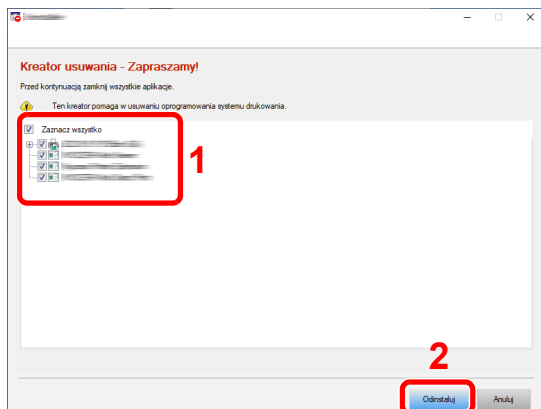 Kreator usuwania - Zapraszamy!
Przed kontynuacją zamknij wszystkie aplikacje.
Ten kreator pomaga w usuwaniu oprogramowania systemu drukowania.
Zaznacz wszystko
1
2
Odinstaluj
Anuluj